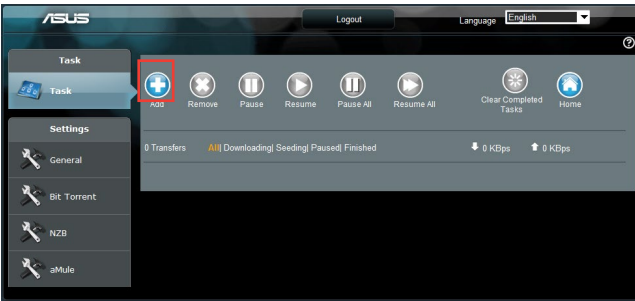 ASUS
Logout
Language English
Task
Task
Settings
General
Bit Torrent
NZB
aMule
Add Remove Pause Resume Pause All Resume All Clear Completed Tasks Home
0 Transfers All| Downloading| Seeding| Paused| Finished 0 KBps 0 KBps